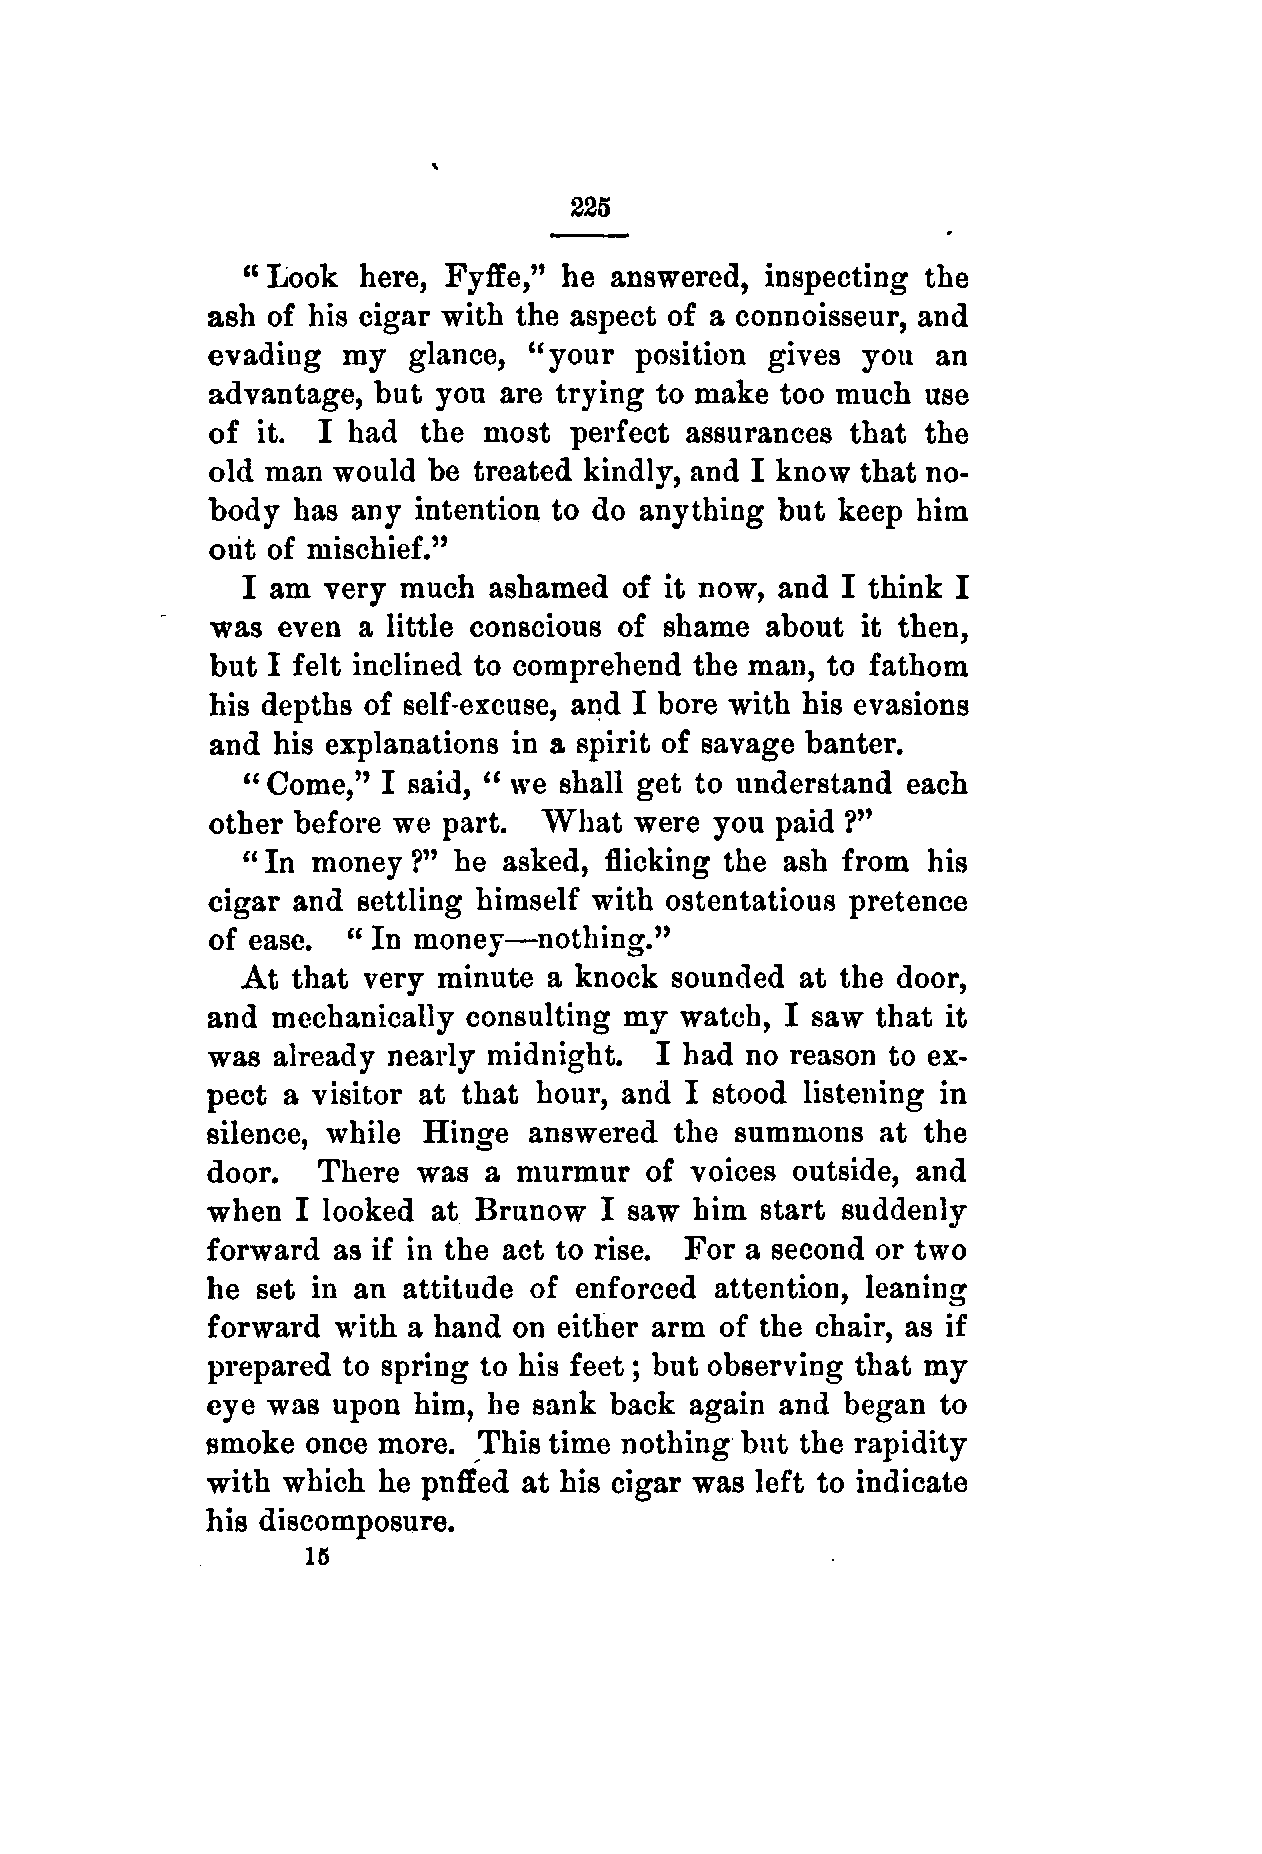 225
“Look here, Fyffe,” he answered, inspecting the
ash of his cigar with the aspect of a connoisseur, and
evading my glance, “your position gives you an
advantage, but you are trying to make too much use
of it. I had the most perfect assurances that the
old man would be treated kindly, and I know that no-
body has any intention to do anything but keep him
out of mischief.”
I am very much ashamed of it now, and I think I
was even a little conscious of shame about it then,
but I felt inclined to comprehend the man, to fathom
his depths of self-excuse, and I bore with his evasions
and his explanations in a spirit of savage banter.
“Come,” I said, “we shall get to understand each
other before we part. What were you paid?”
“In money?” he asked, flicking the ash from his
cigar and settling himself with ostentatious pretence
of ease. “In money—nothing.”
At that very minute a knock sounded at the door,
and mechanically consulting my watch, I saw that it
was already nearly midnight. I had no reason to ex-
pect a visitor at that hour, and I stood listening in
silence, while Hinge answered the summons at the
door. There was a murmur of voices outside, and
when I looked at Brunow I saw him start suddenly
forward as if in the act to rise. For a second or two
he set in an attitude of enforced attention, leaning
forward with a hand on either arm of the chair, as if
prepared to spring to his feet; but observing that my
eye was upon him, he sank back again and began to
smoke once more. This time nothing but the rapidity
with which he pnffed at his cigar was left to indicate
his discomposure.
15